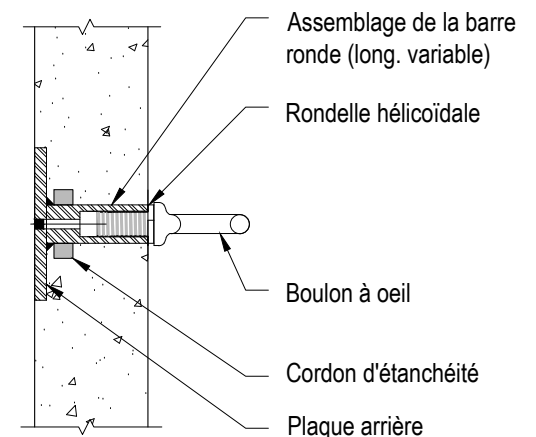 Assemblage de la barre
ronde (long. variable)
Rondelle hélicoïdale
Boulon à oeil
Cordon d'étanchéité
Plaque arrière